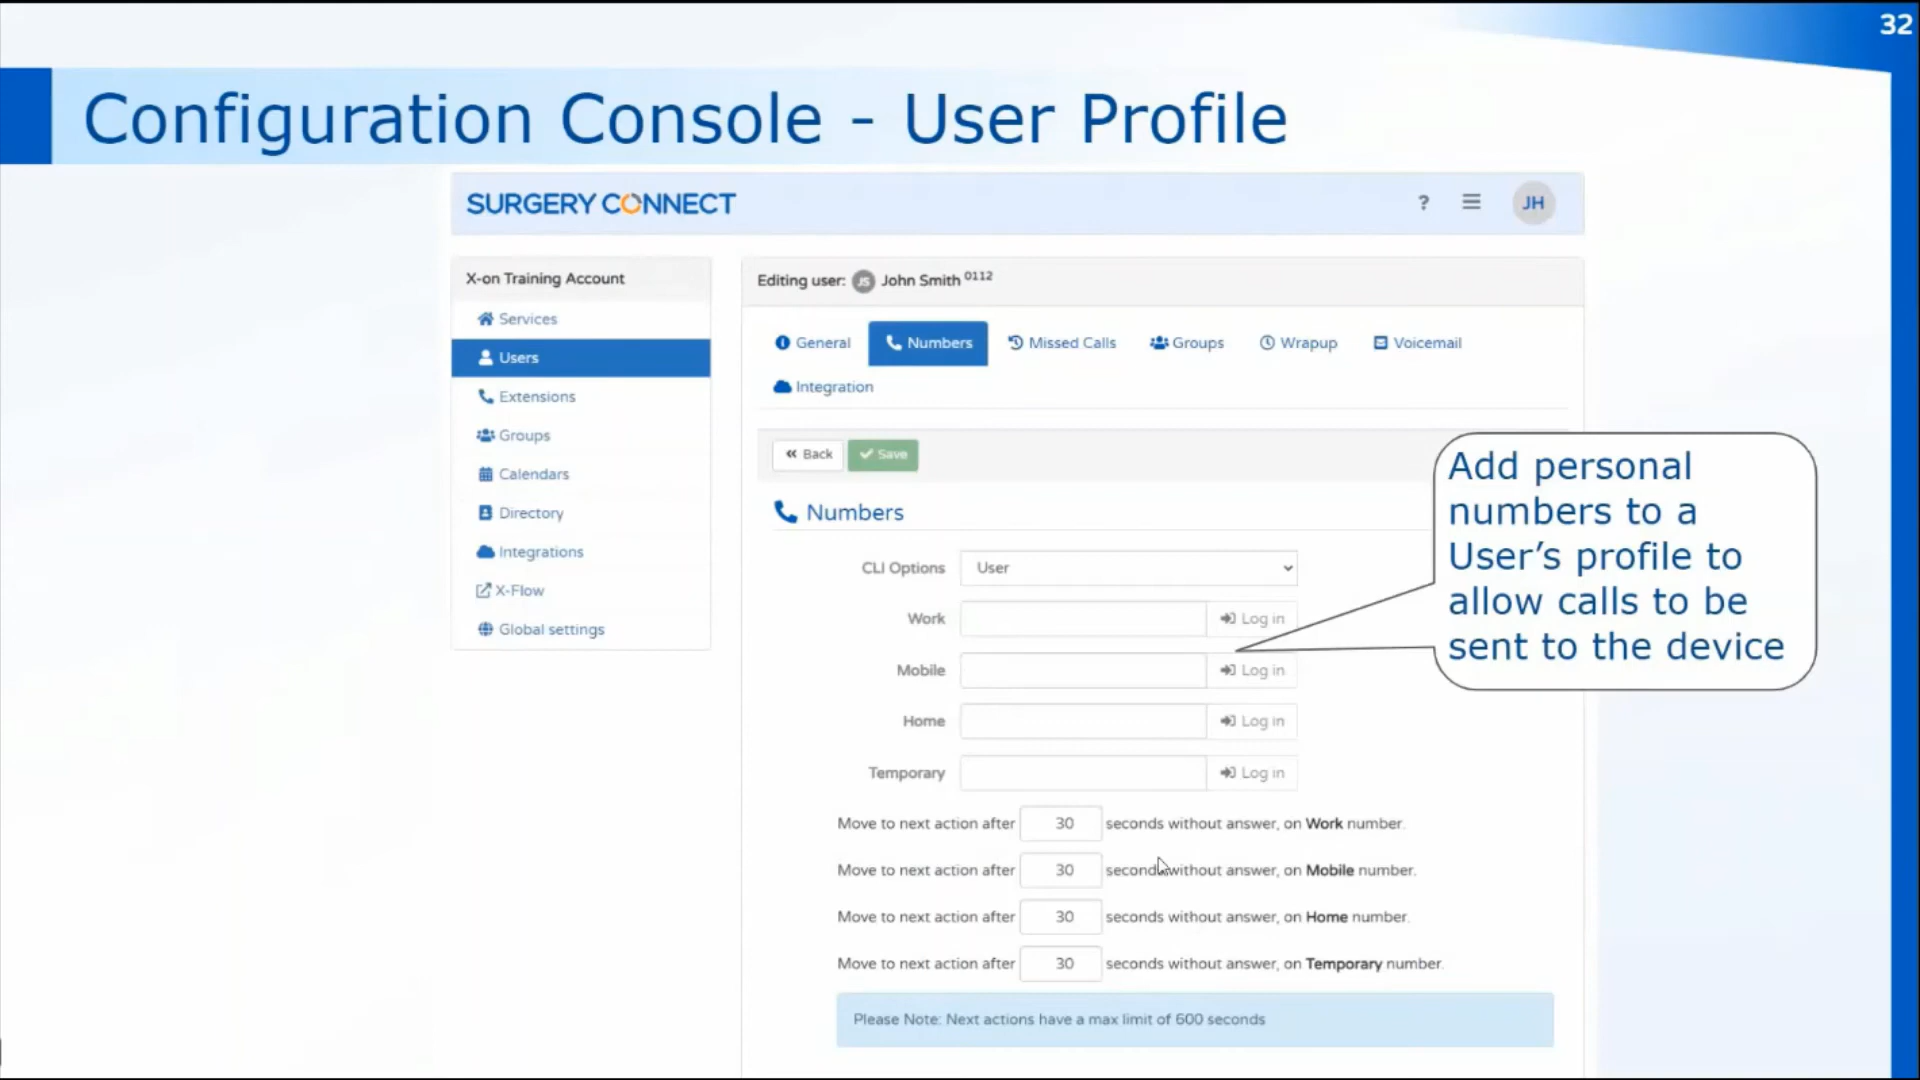 32
Configuration Console - User Profile
SURGERY CONNECT
?
JH
X-on Training Account
Services
Users
Extensions
Groups
Calendars
Directory
Integrations
X-Flow
Global settings
Editing user: JS John Smith 0112
General Numbers Missed Calls Groups Wrapup Voicemail
Integration
« Back Save
Numbers
CLI Options User
Work Log in
Mobile Log in
Home Log in
Temporary Log in
Move to next action after 30 seconds without answer, on Work number.
Move to next action after 30 seconds without answer, on Mobile number.
Move to next action after 30 seconds without answer, on Home number.
Move to next action after 30 seconds without answer, on Temporary number.
Please Note: Next actions have a max limit of 600 seconds
Add personal
numbers to a
User’s profile to
allow calls to be
sent to the device